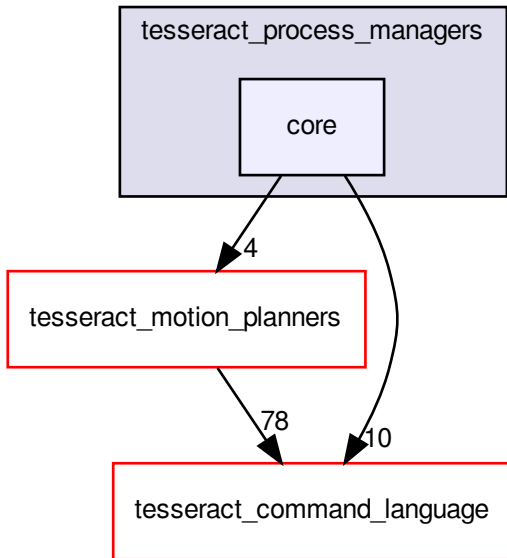 tesseract_process_managers
core
4
tesseract_motion_planners
78
10
tesseract_command_language